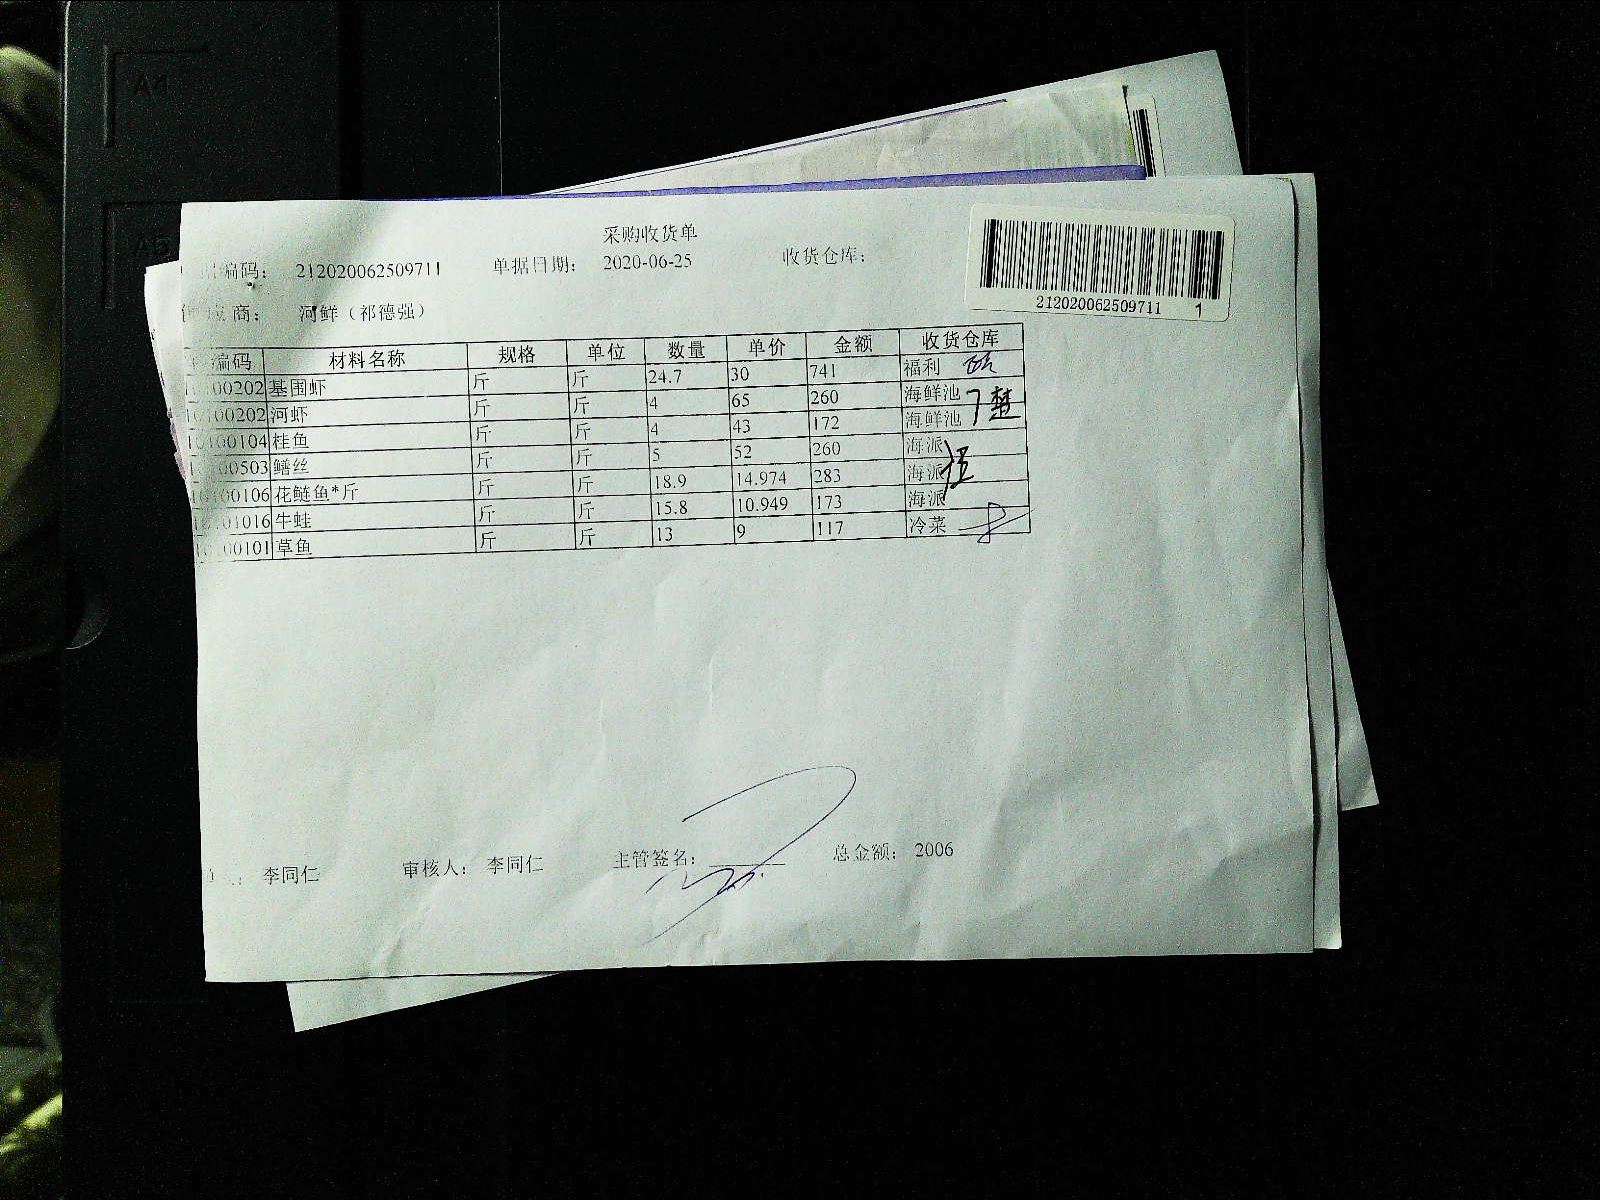 A4
A5
采购收货单
编码： 212020062509711 单据日期： 2020-06-25 收货仓库：
212020062509711 1
商： 河鲜（祁德强）
编码 材料名称 规格 单位 数量 单价 金额 收货仓库
基围虾 斤 斤 24.7 30 741 福利
河虾 斤 斤 4 65 260 海鲜池
桂鱼 斤 斤 4 43 172 海鲜池
鳝丝 斤 斤 5 52 260 海派
花鲢鱼*斤 斤 斤 18.9 14.974 283 海派
牛蛙 斤 斤 15.8 10.949 173 海派
草鱼 斤 斤 13 9 117 冷菜
李同仁 审核人： 李同仁 主管签名： 总金额： 2006